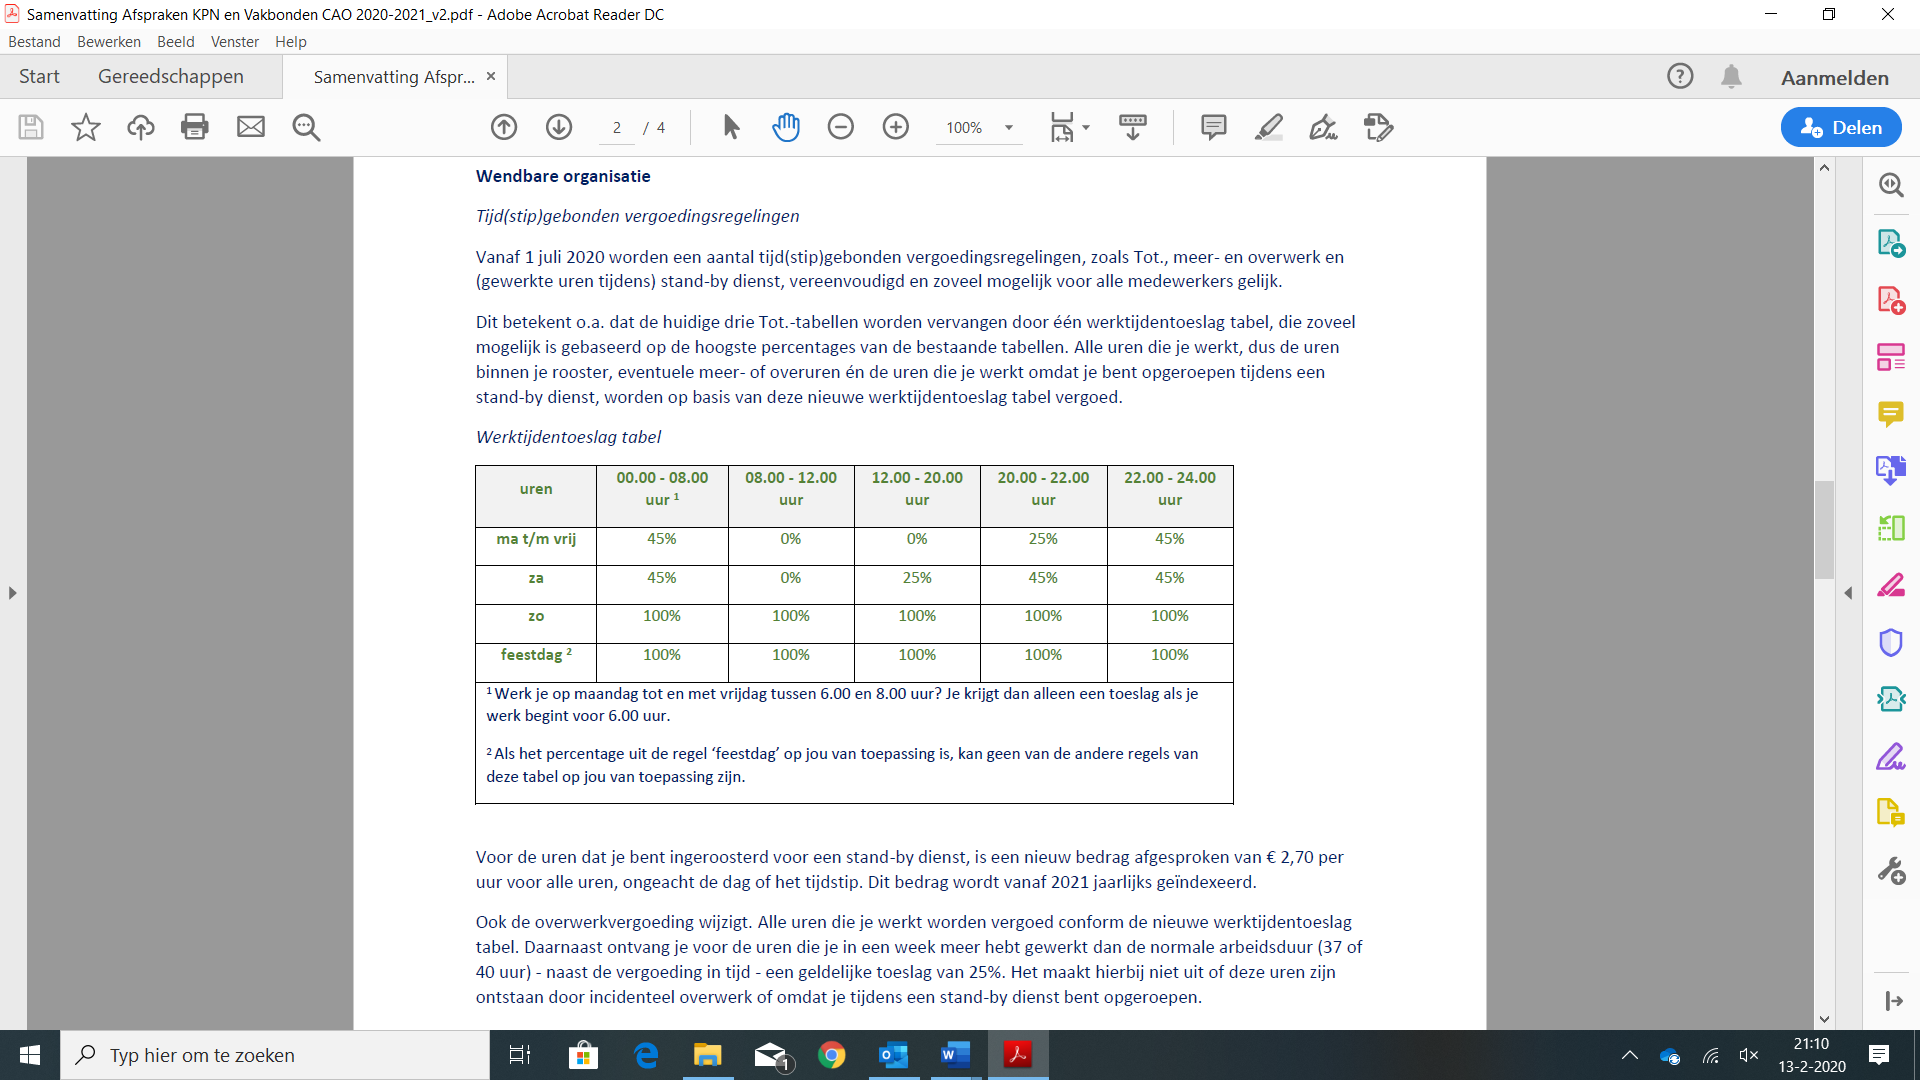 Samenvatting Afspraken KPN en Vakbonden CAO 2020-2021_v2.pdf - Adobe Acrobat Reader DC
Bestand Bewerken Beeld Venster Help
Start Gereedschappen Samenvatting Afspr... × Aanmelden
2 / 4 100% Delen
Wendbare organisatie
Tijd(stip)gebonden vergoedingsregelingen
Vanaf 1 juli 2020 worden een aantal tijd(stip)gebonden vergoedingsregelingen, zoals Tot., meer- en overwerk en
(gewerkte uren tijdens) stand-by dienst, vereenvoudigd en zoveel mogelijk voor alle medewerkers gelijk.
Dit betekent o.a. dat de huidige drie Tot.-tabellen worden vervangen door één werktijdentoeslag tabel, die zoveel
mogelijk is gebaseerd op de hoogste percentages van de bestaande tabellen. Alle uren die je werkt, dus de uren
binnen je rooster, eventuele meer- of overuren én de uren die je werkt omdat je bent opgeroepen tijdens een
stand-by dienst, worden op basis van deze nieuwe werktijdentoeslag tabel vergoed.
Werktijdentoeslag tabel
uren 00.00 - 08.00 uur ¹ 08.00 - 12.00 uur 12.00 - 20.00 uur 20.00 - 22.00 uur 22.00 - 24.00 uur
ma t/m vrij 45% 0% 0% 25% 45%
za 45% 0% 25% 45% 45%
zo 100% 100% 100% 100% 100%
feestdag ² 100% 100% 100% 100% 100%
¹ Werk je op maandag tot en met vrijdag tussen 6.00 en 8.00 uur? Je krijgt dan alleen een toeslag als je
werk begint voor 6.00 uur.
² Als het percentage uit de regel ‘feestdag’ op jou van toepassing is, kan geen van de andere regels van
deze tabel op jou van toepassing zijn.
Voor de uren dat je bent ingeroosterd voor een stand-by dienst, is een nieuw bedrag afgesproken van € 2,70 per
uur voor alle uren, ongeacht de dag of het tijdstip. Dit bedrag wordt vanaf 2021 jaarlijks geïndexeerd.
Ook de overwerkvergoeding wijzigt. Alle uren die je werkt worden vergoed conform de nieuwe werktijdentoeslag
tabel. Daarnaast ontvang je voor de uren die je in een week meer hebt gewerkt dan de normale arbeidsduur (37 of
40 uur) - naast de vergoeding in tijd - een geldelijke toeslag van 25%. Het maakt hierbij niet uit of deze uren zijn
ontstaan door incidenteel overwerk of omdat je tijdens een stand-by dienst bent opgeroepen.
Typ hier om te zoeken 1 21:10
13-2-2020